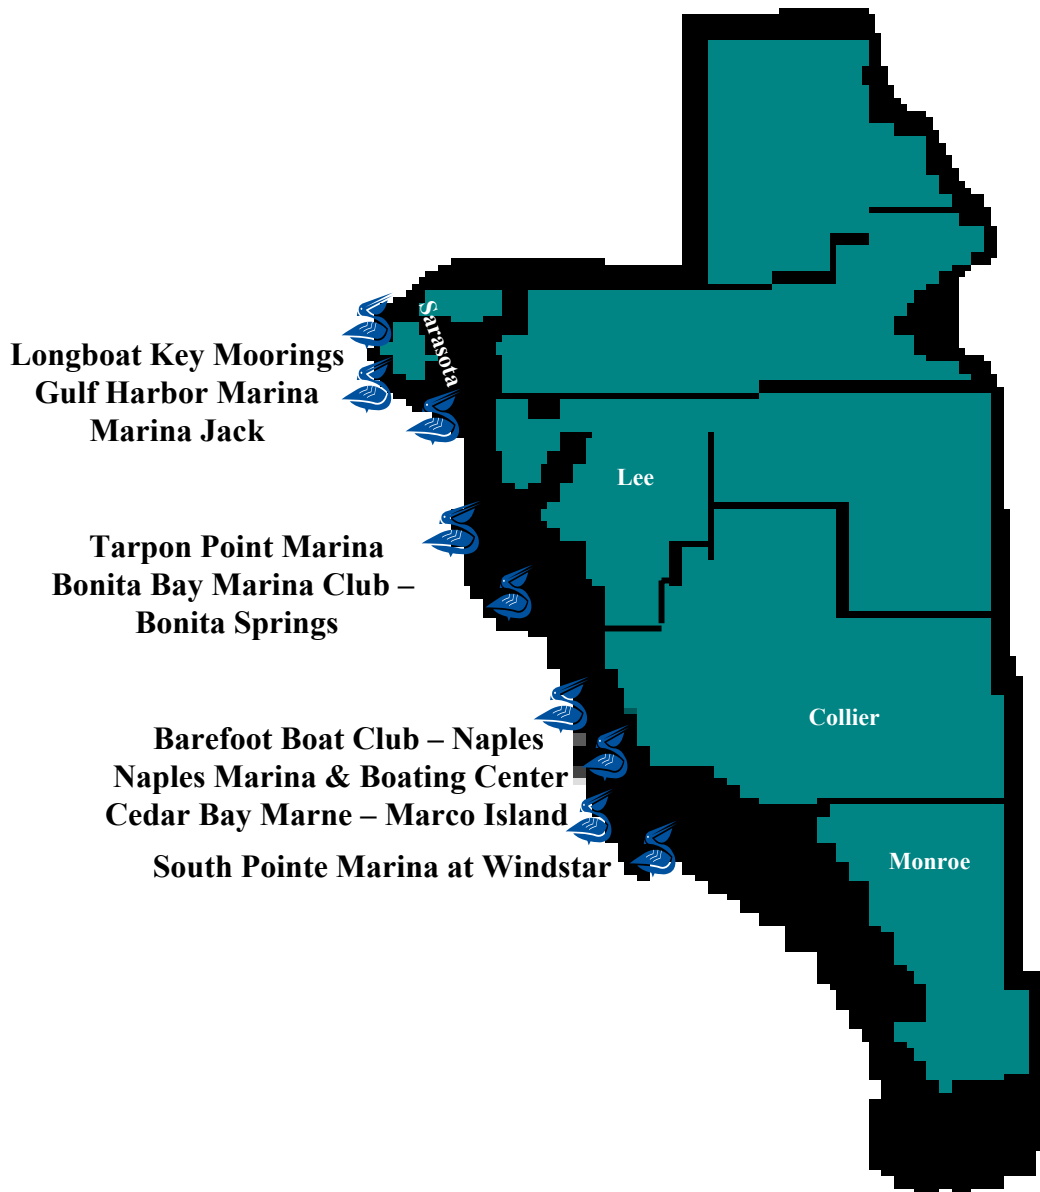 Sarasota
Longboat Key Moorings
Gulf Harbor Marina
Marina Jack
Lee
Tarpon Point Marina
Bonita Bay Marina Club –
Bonita Springs
Collier
Barefoot Boat Club – Naples
Naples Marina & Boating Center
Cedar Bay Marne – Marco Island
South Pointe Marina at Windstar
Monroe